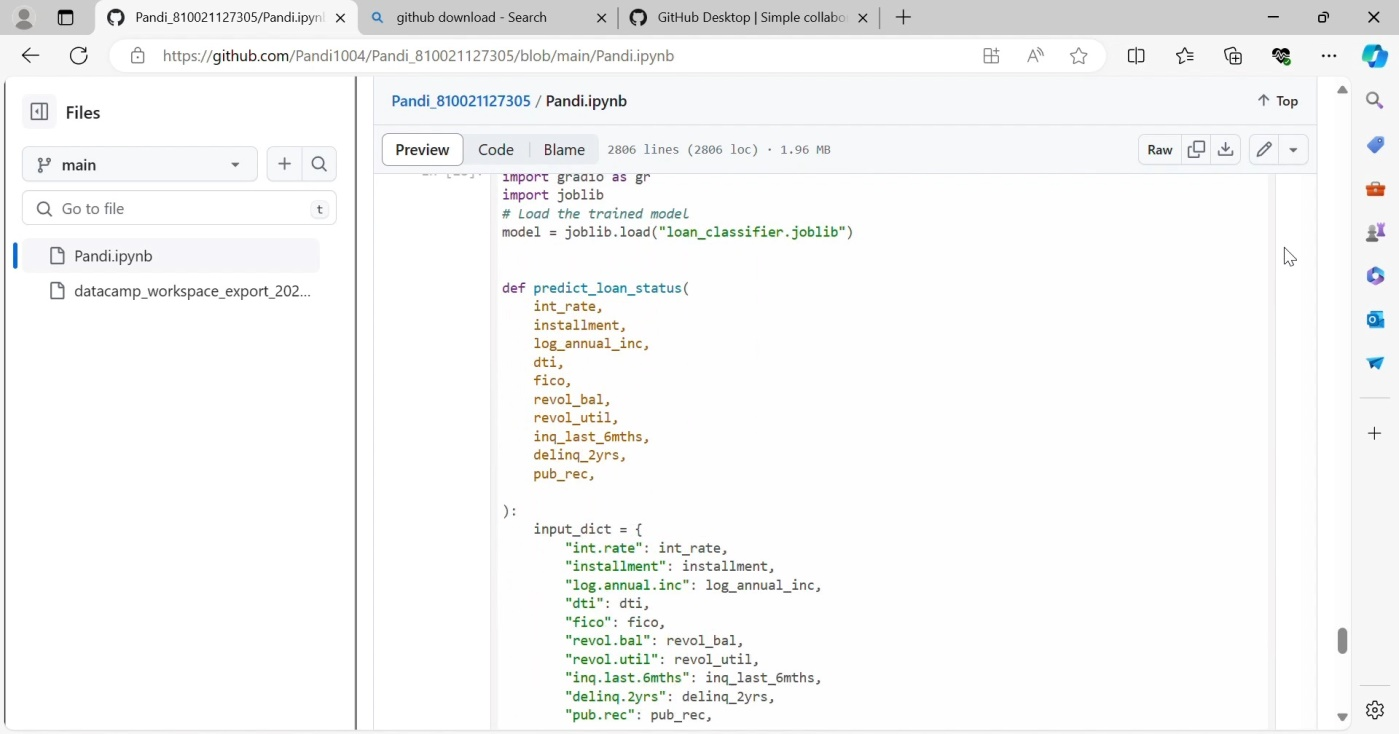 Pandi_810021127305/Pandi.ipynl
github download - Search
GitHub Desktop | Simple collabo
https://github.com/Pandi1004/Pandi_810021127305/blob/main/Pandi.ipynb
Files
Pandi_810021127305 / Pandi.ipynb
Top
main
Preview
Code
Blame
2806 lines (2806 loc) · 1.96 MB
Raw
Go to file
t
Pandi.ipynb
datacamp_workspace_export_202...
import gradio as gr
import joblib
# Load the trained model
model = joblib.load("loan_classifier.joblib")
def predict_loan_status(
int_rate,
installment,
log_annual_inc,
dti,
fico,
revol_bal,
revol_util,
inq_last_6mths,
delinq_2yrs,
pub_rec,
):
input_dict = {
"int.rate": int_rate,
"installment": installment,
"log.annual.inc": log_annual_inc,
"dti": dti,
"fico": fico,
"revol.bal": revol_bal,
"revol.util": revol_util,
"inq.last.6mths": inq_last_6mths,
"delinq.2yrs": delinq_2yrs,
"pub.rec": pub_rec,